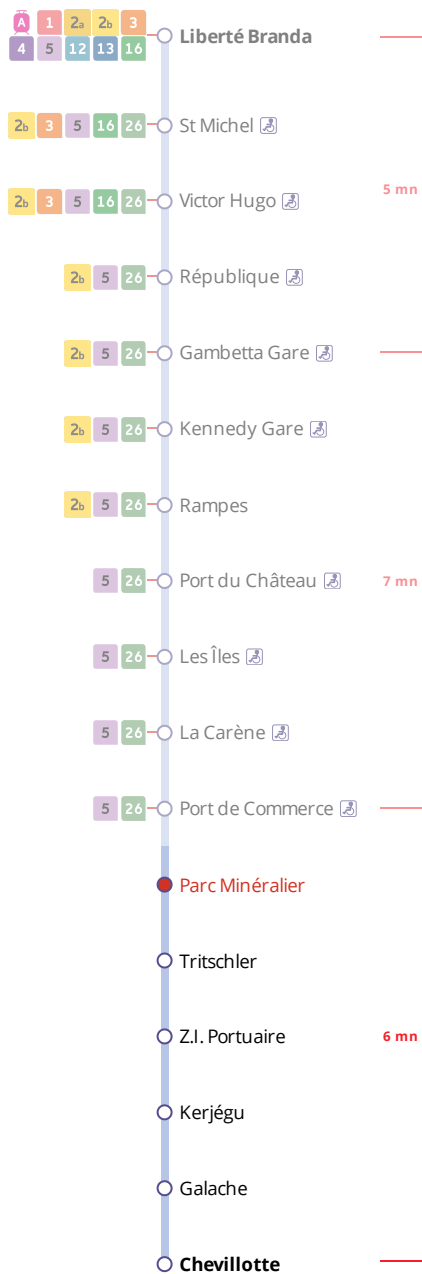 A 1 2a 2b 3
4 5 12 13 16
Liberté Branda
2b 3 5 16 26 St Michel
5 mn
2b 3 5 16 26 Victor Hugo
2b 5 26 République
2b 5 26 Gambetta Gare
2b 5 26 Kennedy Gare
2b 5 26 Rampes
5 26 Port du Château 7 mn
5 26 Les Îles
5 26 La Carène
5 26 Port de Commerce
Parc Minéralier
Tritschler
Z.I. Portuaire 6 mn
Kerjégu
Galache
Chevillotte